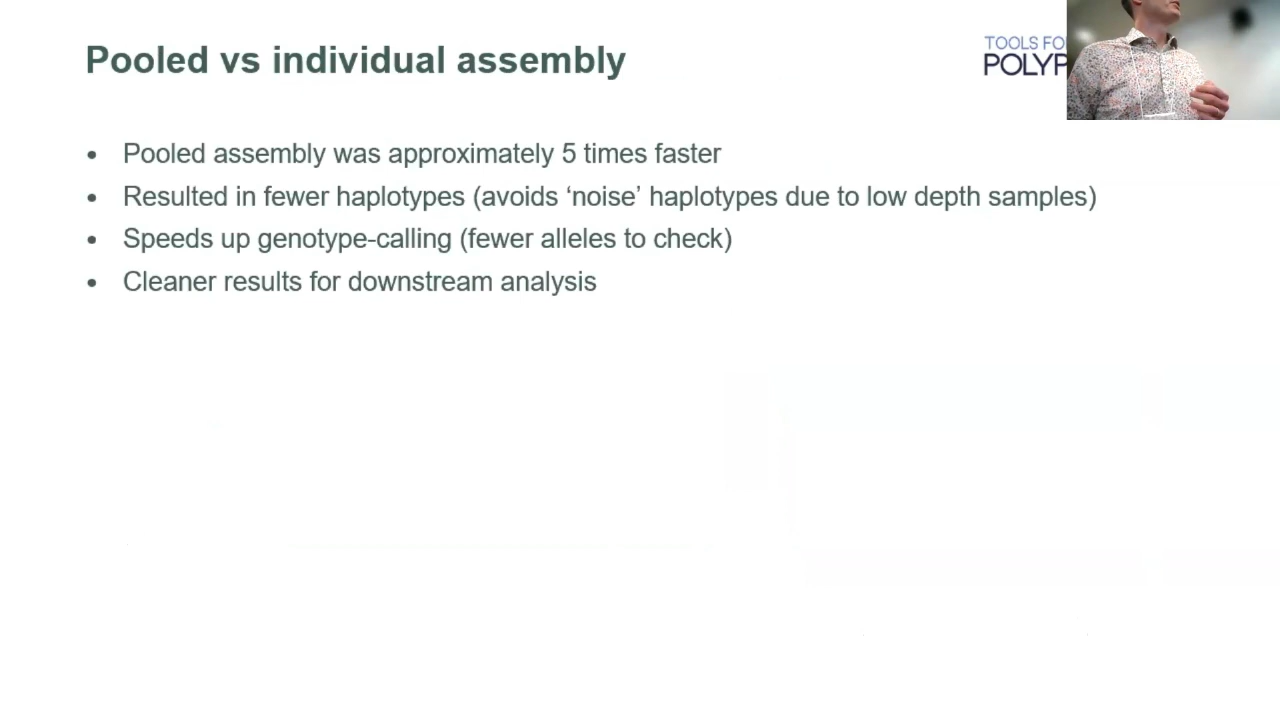 Pooled vs individual assembly
TOOLS FO
POLYP
• Pooled assembly was approximately 5 times faster
• Resulted in fewer haplotypes (avoids ‘noise’ haplotypes due to low depth samples)
• Speeds up genotype-calling (fewer alleles to check)
• Cleaner results for downstream analysis